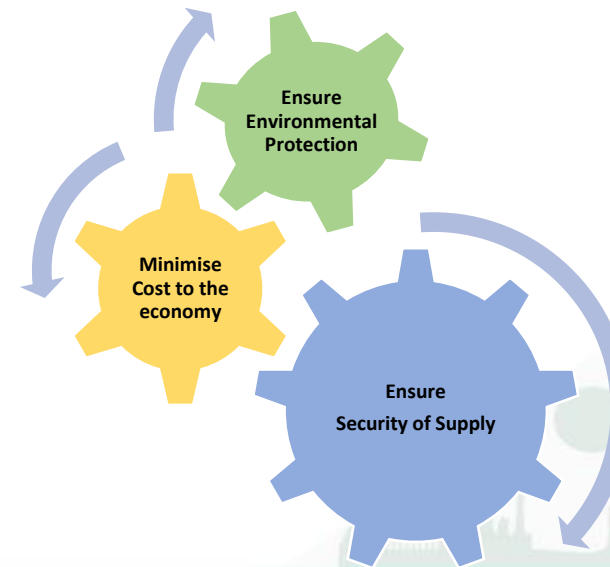 Ensure
Environmental
Protection
Minimise
Cost to the
economy
Ensure
Security of Supply